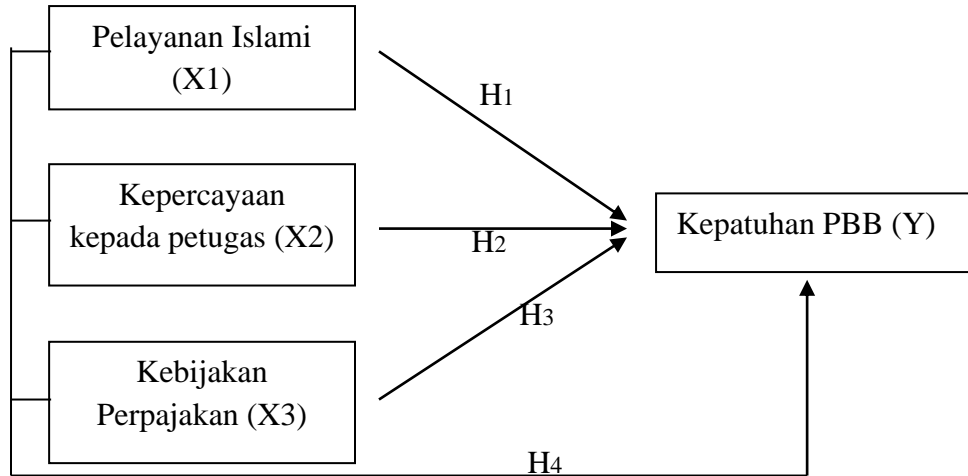 Pelayanan Islami
(X1)
H1
Kepercayaan
kepada petugas (X2)
H2
Kepatuhan PBB (Y)
H3
Kebijakan
Perpajakan (X3)
H4